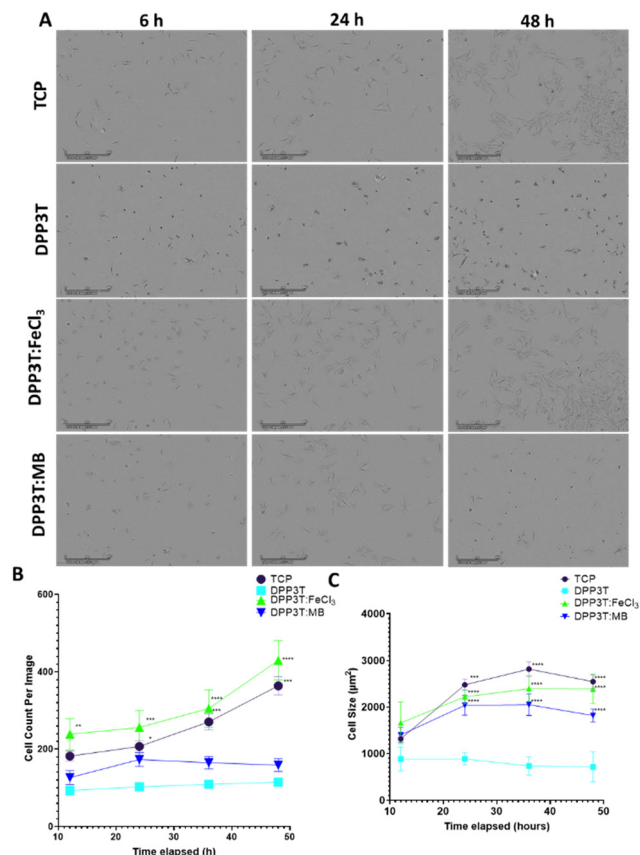 A
6 h
24 h
48 h
TCP
DPP3T
DPP3T:FeCl3
DPP3T:MB
B
TCP
DPP3T
DPP3T:FeCl3
DPP3T:MB
600
400
200
0
Cell Count Per Image
**
***
*
****
***
****
***
10
20
30
40
50
Time elapsed (h)
C
TCP
DPP3T
DPP3T:FeCl3
DPP3T:MB
4000
3000
2000
1000
0
Cell Size (µm²)
***
****
****
****
****
****
****
****
****
10
20
30
40
50
Time elapsed (hours)